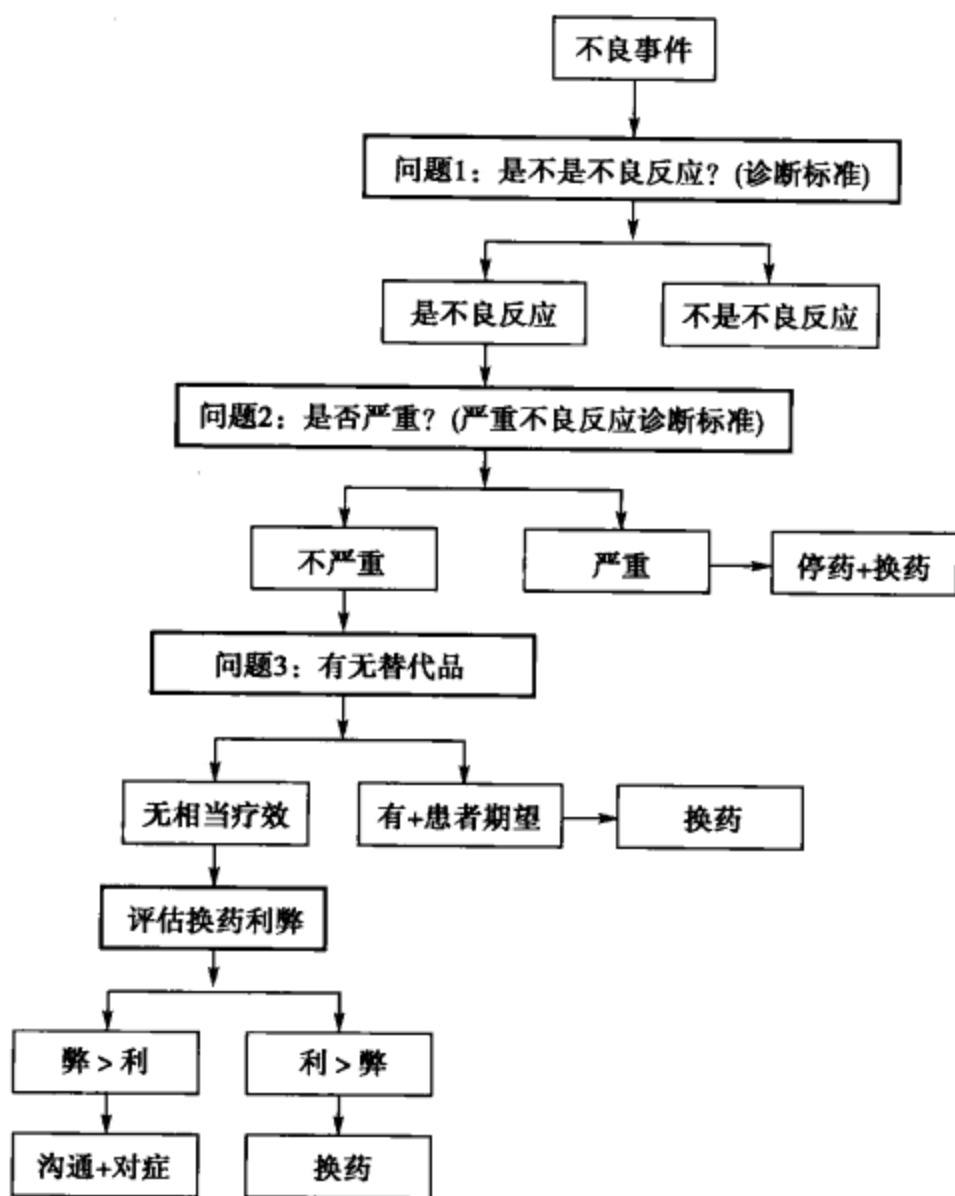 不良事件
问题1：是不是不良反应？(诊断标准)
是不良反应
不是不良反应
问题2：是否严重？(严重不良反应诊断标准)
不严重
严重
停药+换药
问题3：有无替代品
无相当疗效
有+患者期望
换药
评估换药利弊
弊>利
利>弊
沟通+对症
换药